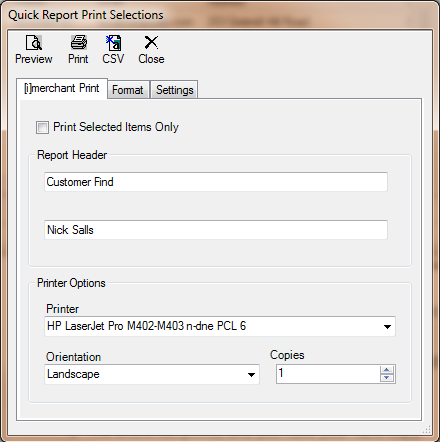 Quick Report Print Selections
Preview Print CSV Close
[i]merchant Print Format Settings
Print Selected Items Only
Report Header
Customer Find
Nick Salls
Printer Options
Printer
HP LaserJet Pro M402-M403 n-dne PCL 6
Orientation Copies
Landscape 1